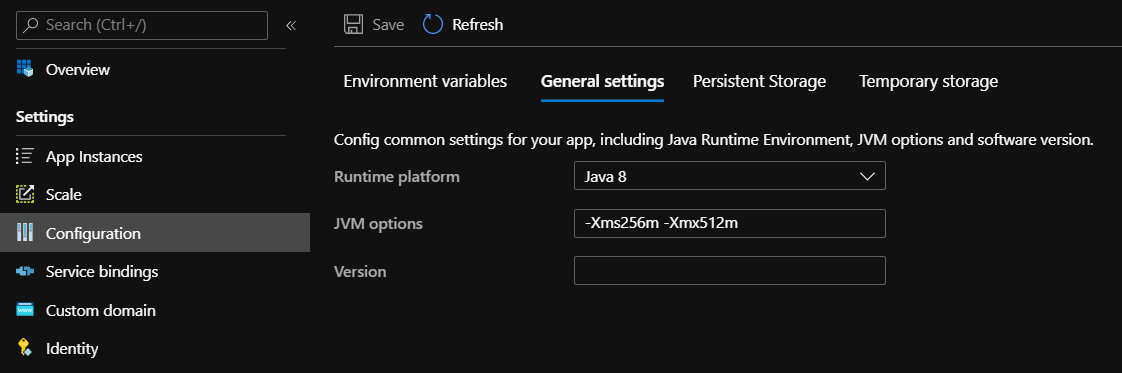 Search (Ctrl+/)
«
Save
Refresh
Overview
Settings
App Instances
Scale
Configuration
Service bindings
Custom domain
Identity
Environment variables
General settings
Persistent Storage
Temporary storage
Config common settings for your app, including Java Runtime Environment, JVM options and software version.
Runtime platform
Java 8
JVM options
-Xms256m -Xmx512m
Version